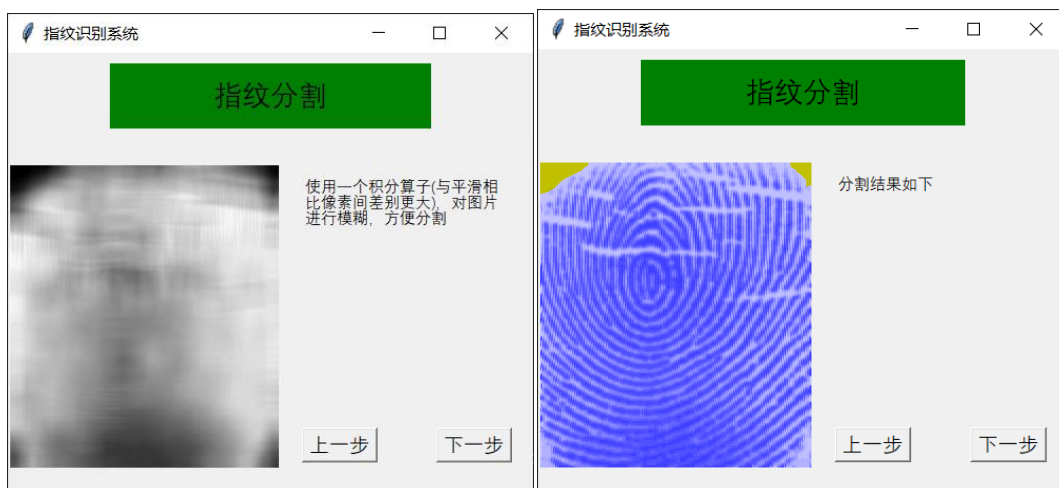 指纹识别系统
指纹分割
使用一个积分算子(与平滑相
比像素间差别更大)，对图片
进行模糊，方便分割
上一步
下一步
指纹识别系统
指纹分割
分割结果如下
上一步
下一步